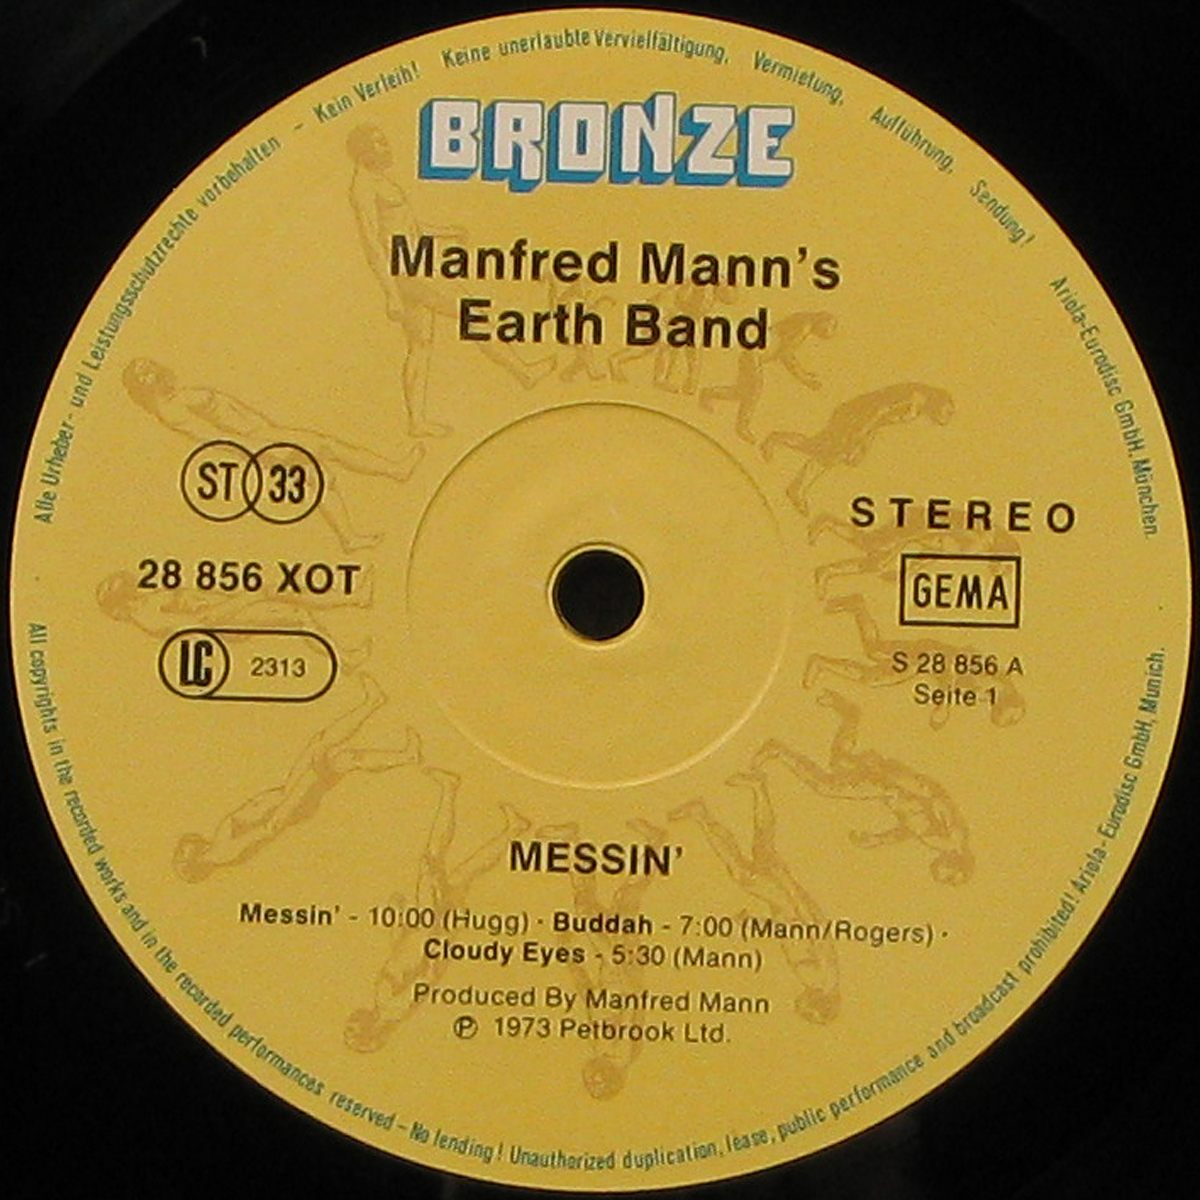 Alle Urheber- und Leistungsschutzrechte vorbehalten - Kein Verleih! Keine unerlaubte Vervielfältigung, Vermietung, Aufführung, Sendung! Ariola-Eurodisc GmbH, München.
BRONZE
Manfred Mann's
Earth Band
ST 33
STEREO
28 856 XOT
GEMA
LC 2313
S 28 856 A
Seite 1
MESSIN'
Messin' - 10:00 (Hugg) · Buddah - 7:00 (Mann/Rogers) ·
Cloudy Eyes - 5:30 (Mann)
Produced By Manfred Mann
℗ 1973 Petbrook Ltd.
All copyrights in the recorded works and in the recorded performances reserved - No lending! Unauthorized duplication, lease, public performance and broadcast prohibited! Ariola-Eurodisc GmbH, Munich.